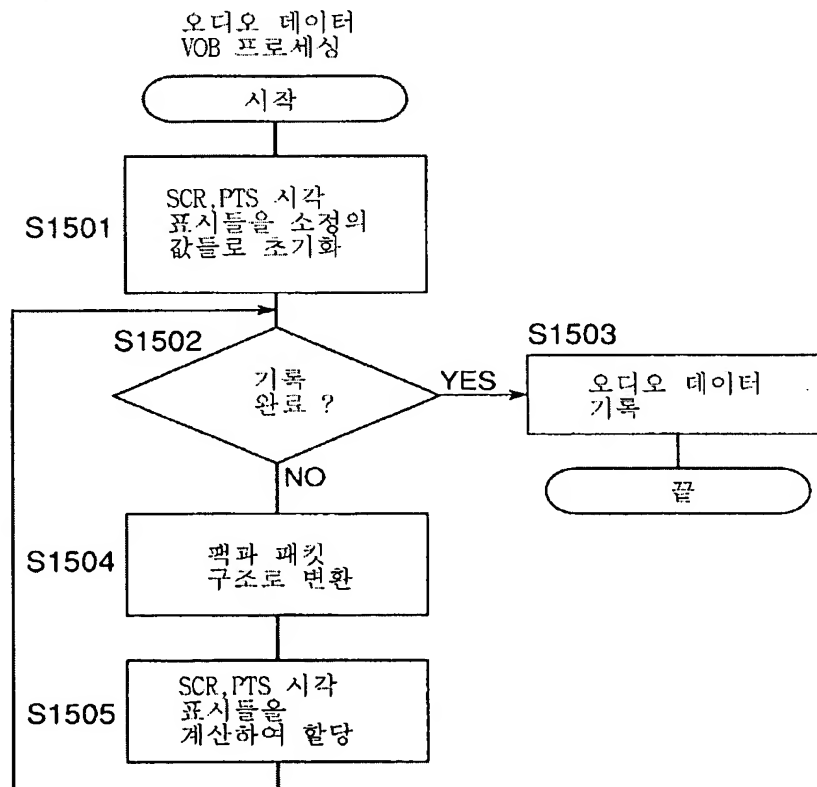 오디오 데이터
VOB 프로세싱
시작
S1501
SCR,PTS 시각
표시들을 소정의
값들로 초기화
S1502
기록
완료 ?
YES
S1503
오디오 데이터
기록
끝
NO
S1504
팩과 패킷
구조로 변환
S1505
SCR,PTS 시각
표시들을
계산하여 할당